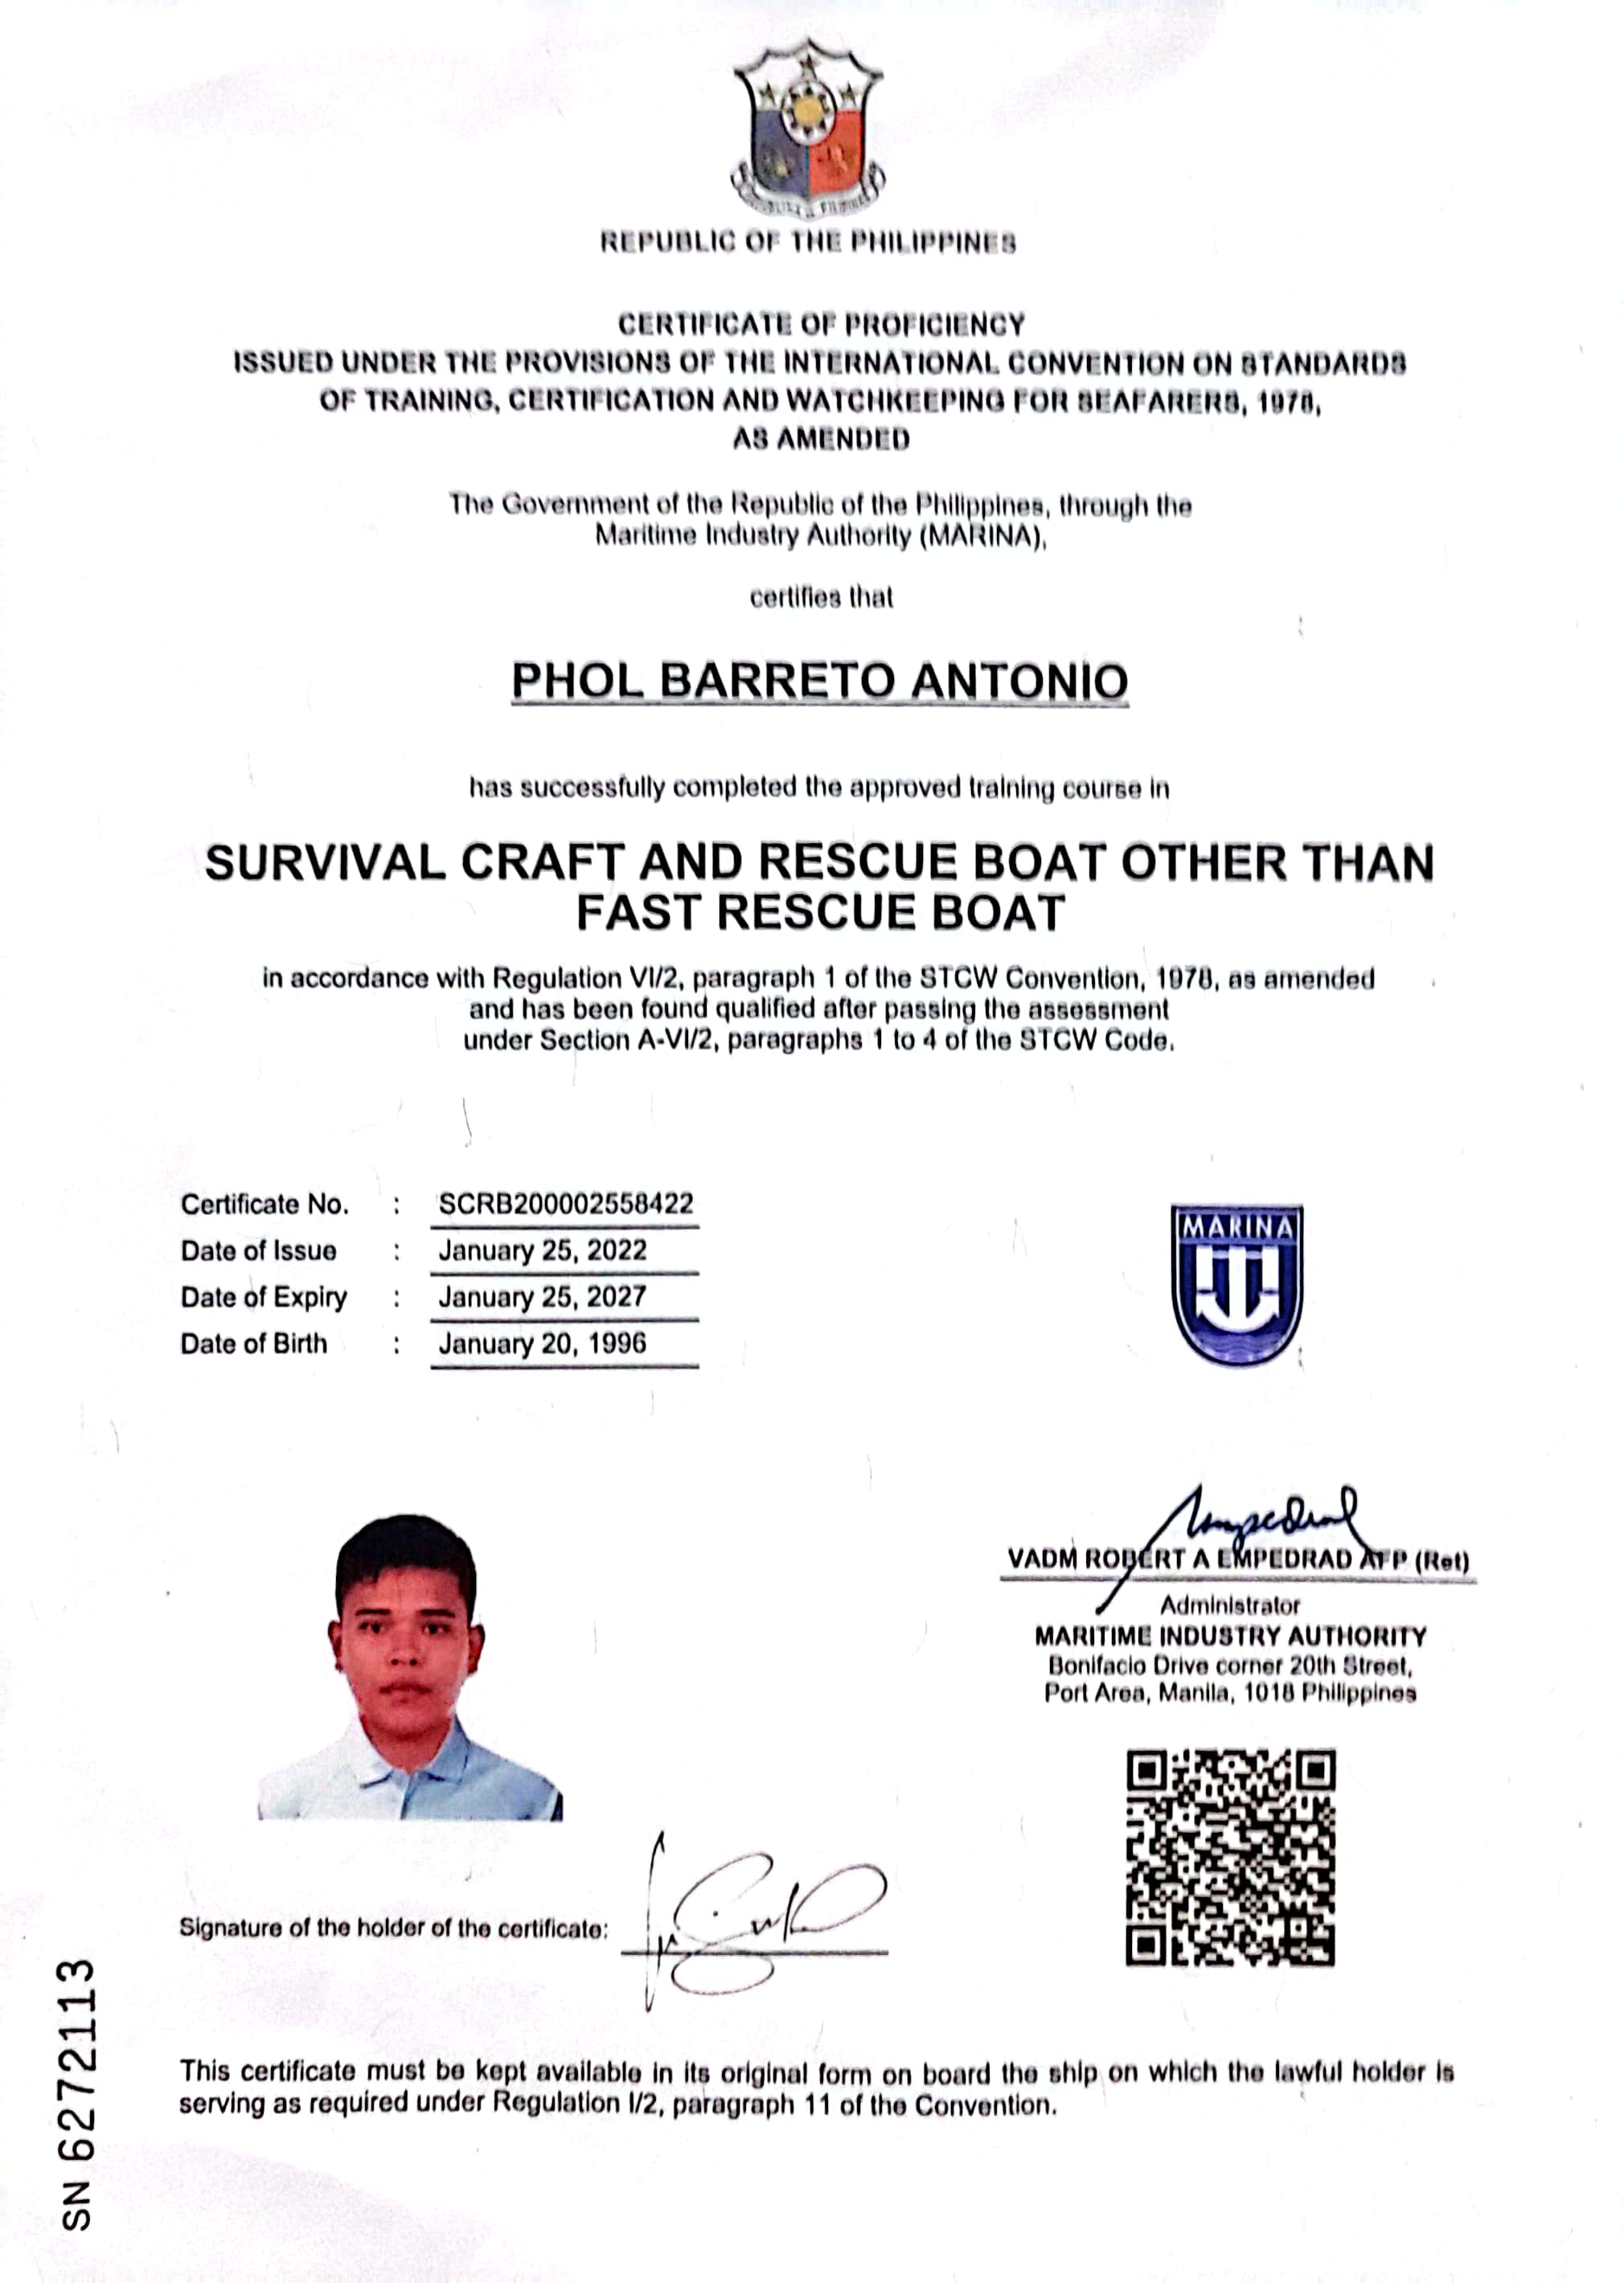 REPUBLIC OF THE PHILIPPINES
CERTIFICATE OF PROFICIENCY
ISSUED UNDER THE PROVISIONS OF THE INTERNATIONAL CONVENTION ON STANDARDS
OF TRAINING, CERTIFICATION AND WATCHKEEPING FOR SEAFARERS, 1978,
AS AMENDED
The Government of the Republic of the Philippines, through the
Maritime Industry Authority (MARINA),
certifies that
PHOL BARRETO ANTONIO
has successfully completed the approved training course in
SURVIVAL CRAFT AND RESCUE BOAT OTHER THAN
FAST RESCUE BOAT
in accordance with Regulation VI/2, paragraph 1 of the STCW Convention, 1978, as amended
and has been found qualified after passing the assessment
under Section A-VI/2, paragraphs 1 to 4 of the STCW Code.
Certificate No. : SCRB200002558422
Date of Issue : January 25, 2022
Date of Expiry : January 25, 2027
Date of Birth : January 20, 1996
MARINA
VADM ROBERT A EMPEDRAD AFP (Ret)
Administrator
MARITIME INDUSTRY AUTHORITY
Bonifacio Drive corner 20th Street,
Port Area, Manila, 1018 Philippines
Signature of the holder of the certificate:
This certificate must be kept available in its original form on board the ship on which the lawful holder is
serving as required under Regulation I/2, paragraph 11 of the Convention.
SN 6272113